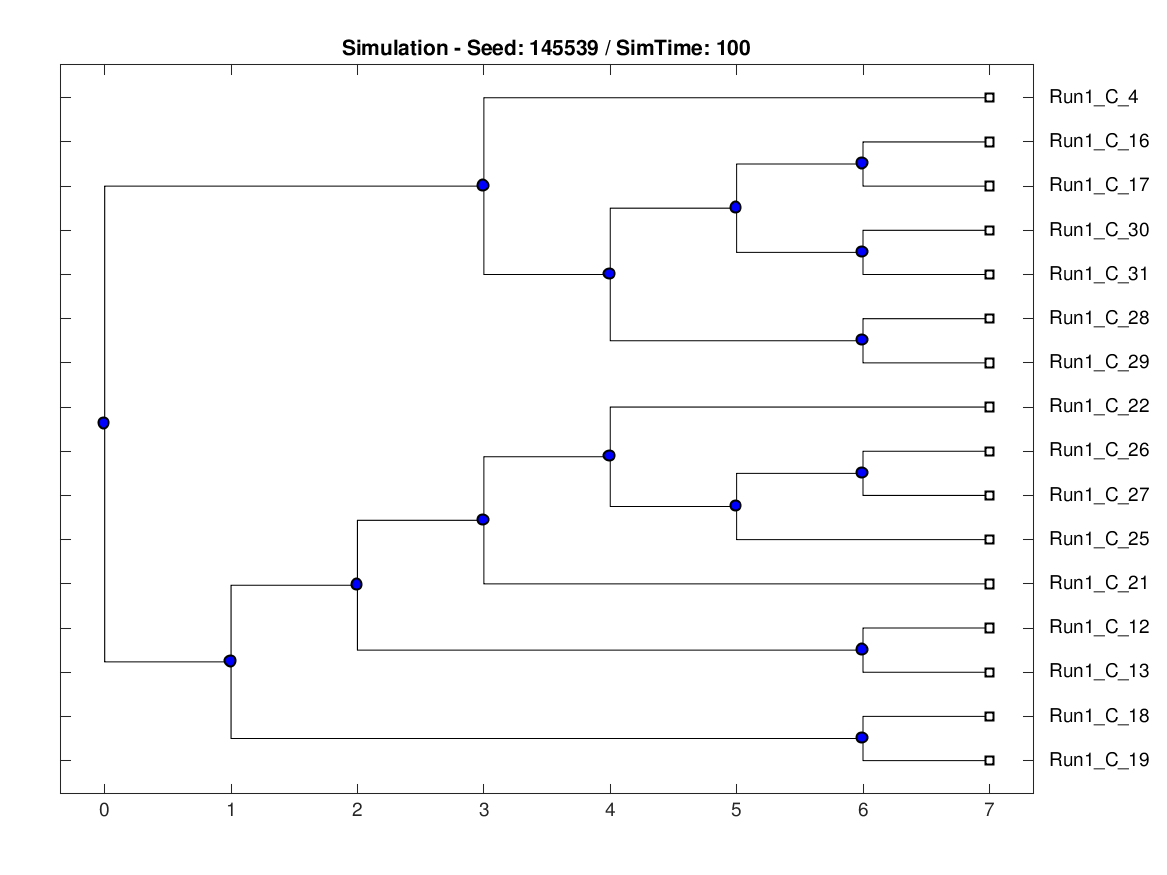 Simulation - Seed: 145539 / SimTime: 100
Run1_C_4
Run1_C_16
Run1_C_17
Run1_C_30
Run1_C_31
Run1_C_28
Run1_C_29
Run1_C_22
Run1_C_26
Run1_C_27
Run1_C_25
Run1_C_21
Run1_C_12
Run1_C_13
Run1_C_18
Run1_C_19
0 1 2 3 4 5 6 7